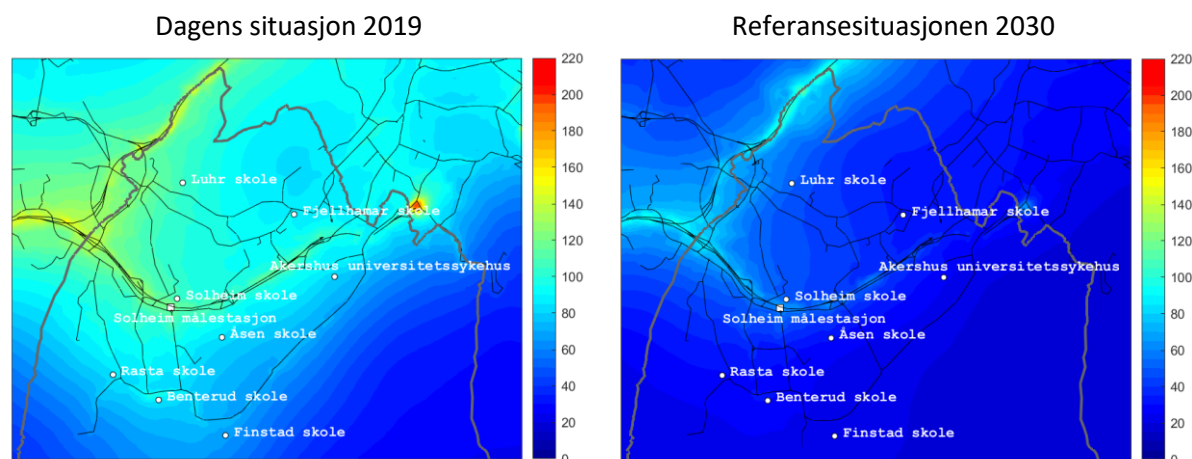 Dagens situasjon 2019
Luhr skole
Fjellhamar skole
Akershus universitetssykehus
Solheim skole
Solheim målestasjon
Åsen skole
Rasta skole
Benterud skole
Finstad skole
220
200
180
160
140
120
100
80
60
40
20
0
Referansesituasjonen 2030
Luhr skole
Fjellhamar skole
Akershus universitetssykehus
Solheim skole
Solheim målestasjon
Åsen skole
Rasta skole
Benterud skole
Finstad skole
220
200
180
160
140
120
100
80
60
40
20
0